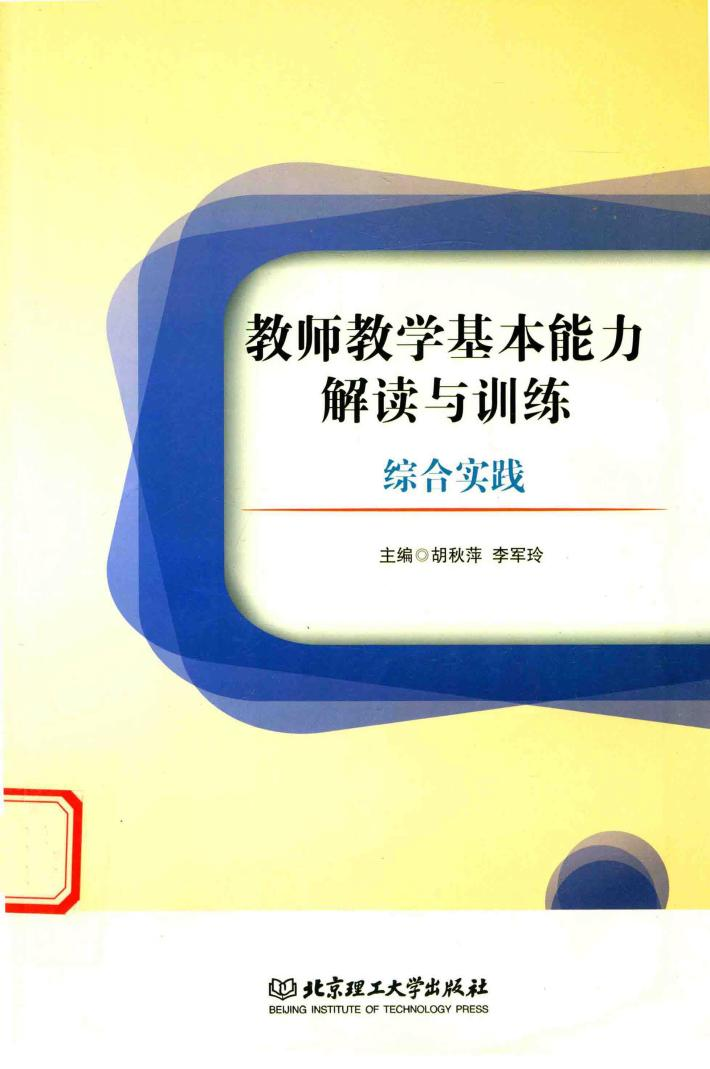 教师教学基本能力
解读与训练
综合实践
主编◎胡秋萍 李军玲
北京理工大学出版社
BEIJING INSTITUTE OF TECHNOLOGY PRESS